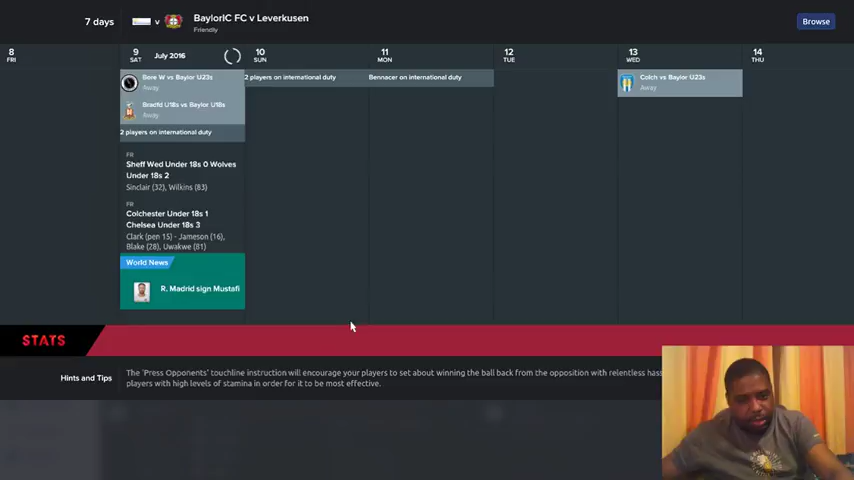 7 days
v
BaylorIC FC v Leverkusen
Friendly
Browse
8
FRI
9
SAT
July 2016
10
SUN
11
MON
12
TUE
13
WED
14
THU
Bere W vs Baylor U23s
Away
Bradfd U18s vs Baylor U18s
Away
2 players on international duty
2 players on international duty
Bennacer on international duty
Colch vs Baylor U23s
Away
FR
Sheff Wed Under 18s 0 Wolves
Under 18s 2
Sinclair (32), Wilkins (83)
FR
Colchester Under 18s 1
Chelsea Under 18s 3
Clark (pen 15) - Jameson (16),
Blake (28), Uwakwe (81)
World News
R. Madrid sign Mustafi
STATS
Hints and Tips
The 'Press Opponents' touchline instruction will encourage your players to set about winning the ball back from the opposition with relentless
players with high levels of stamina in order for it to be most effective.